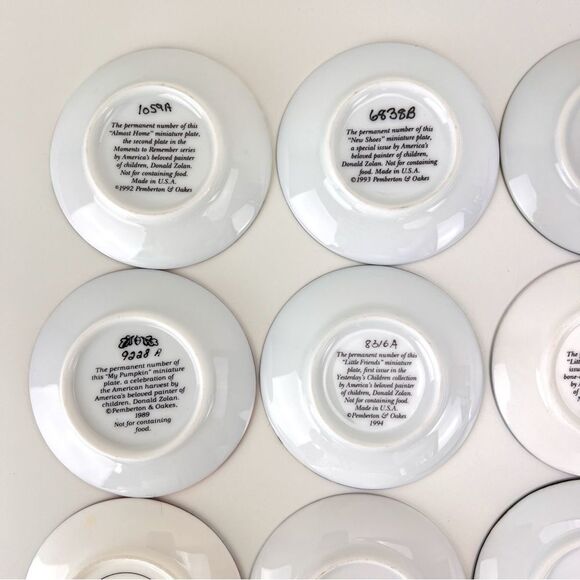 1059A
The permanent number of this
"Almost Home" miniature plate,
the second plate in the
Moments to Remember series
by America's beloved painter
of children, Donald Zolan.
Not for containing food.
Made in U.S.A.
©1992 Pemberton & Oakes
6838B
The permanent number of this
"New Shoes" miniature plate,
a special issue by America's
beloved painter of children,
Donald Zolan. Not for containing
food. Made in U.S.A.
©1993 Pemberton & Oakes
9228 A
The permanent number of
this "My Pumpkin" miniature
plate, a celebration of
the American harvest by
America's beloved painter of
children, Donald Zolan.
©Pemberton & Oakes,
1989
Not for containing
food.
8316A
The permanent number of this
"Little Friends" miniature
plate, first issue in the
Yesterday's Children collection
by America's beloved painter
of children, Donald Zolan.
Not for containing food.
Made in U.S.A.
©Pemberton & Oakes
1994